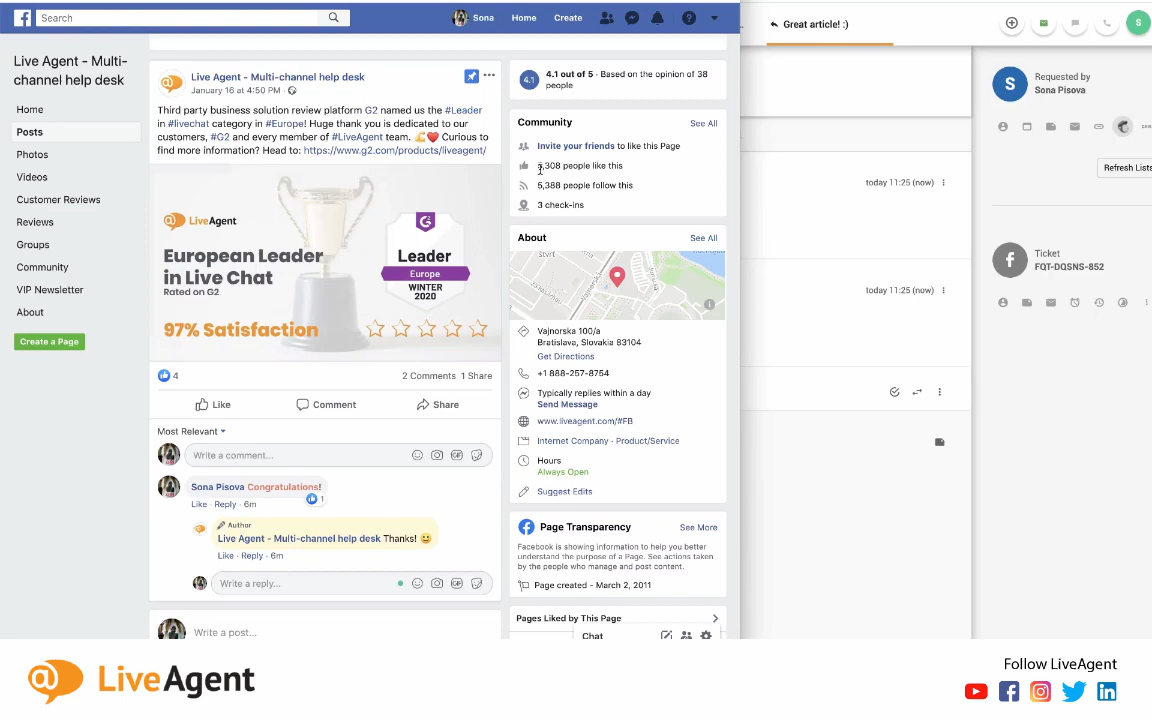 Search
Sona
Home
Create
Great article! :)
S
Live Agent - Multi-
channel help desk
Home
Posts
Photos
Videos
Customer Reviews
Reviews
Groups
Community
VIP Newsletter
About
Create a Page
Live Agent - Multi-channel help desk
January 16 at 4:50 PM ·
Third party business solution review platform G2 named us the #Leader
in #livechat category in #Europe! Huge thank you is dedicated to our
customers, #G2 and every member of #LiveAgent team. 💪❤️ Curious to
find more information? Head to: https://www.g2.com/products/liveagent/
LiveAgent
European Leader
in Live Chat
Rated on G2
97% Satisfaction
Leader
Europe
WINTER
2020
4
2 Comments 1 Share
Like
Comment
Share
Most Relevant
Write a comment...
GIF
Sona Pisova Congratulations!
1
Like · Reply · 6m
Author
Live Agent - Multi-channel help desk Thanks! 😀
Like · Reply · 6m
Write a reply...
GIF
Write a post...
4.1
4.1 out of 5 · Based on the opinion of 38
people
Community
See All
Invite your friends to like this Page
5,308 people like this
5,388 people follow this
3 check-ins
About
See All
Vajnorska 100/a
Bratislava, Slovakia 83104
Get Directions
+1 888-257-8754
Typically replies within a day
Send Message
www.liveagent.com/#FB
Internet Company · Product/Service
Hours
Always Open
Suggest Edits
Page Transparency
See More
Facebook is showing information to help you better
understand the purpose of a Page. See actions taken
by the people who manage and post content.
Page created - March 2, 2011
Pages Liked by This Page
Chat
today 11:25 (now)
today 11:25 (now)
S
Requested by
Sona Pisova
Refresh Lists
Ticket
FQT-DQSNS-852
LiveAgent
Follow LiveAgent